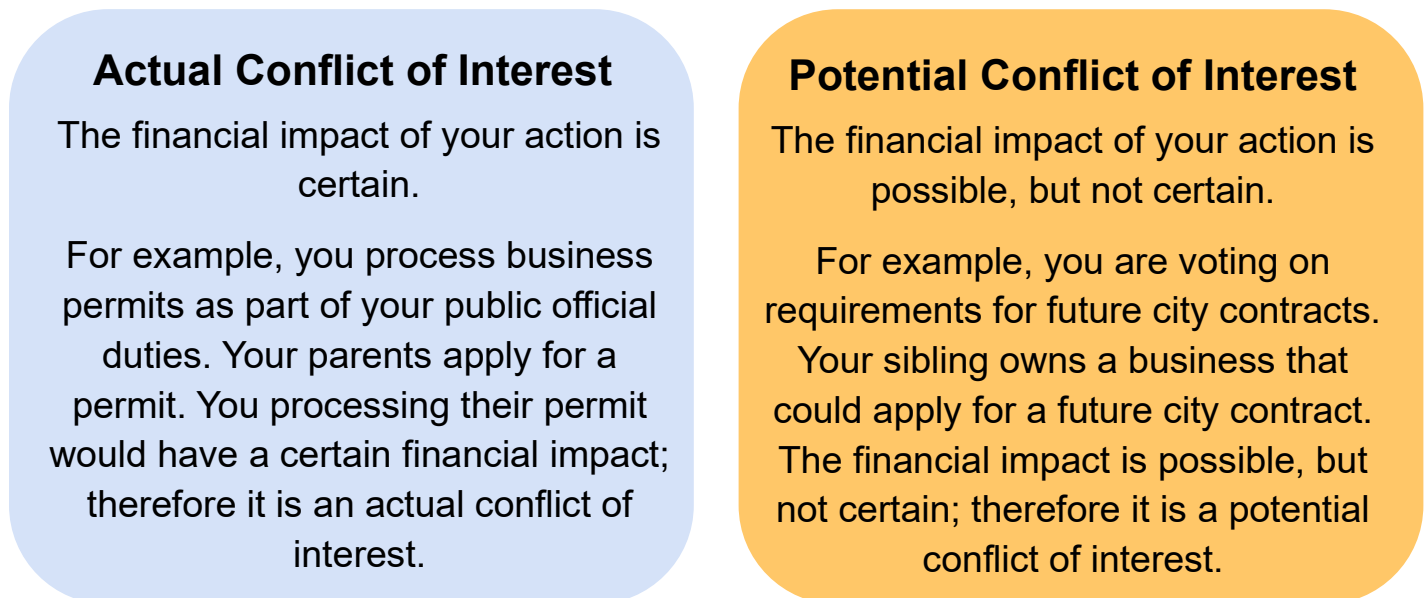 Actual Conflict of Interest
The financial impact of your action is
certain.
For example, you process business
permits as part of your public official
duties. Your parents apply for a
permit. You processing their permit
would have a certain financial impact;
therefore it is an actual conflict of
interest.
Potential Conflict of Interest
The financial impact of your action is
possible, but not certain.
For example, you are voting on
requirements for future city contracts.
Your sibling owns a business that
could apply for a future city contract.
The financial impact is possible, but
not certain; therefore it is a potential
conflict of interest.